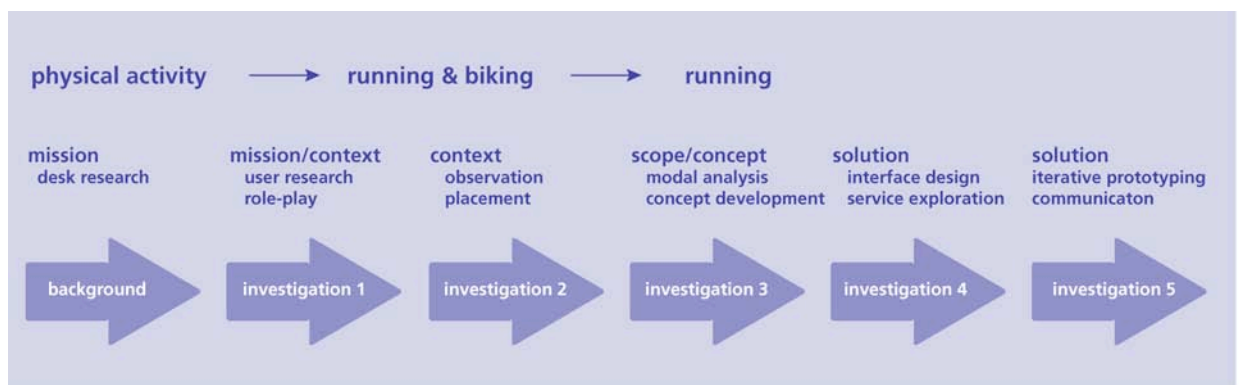 physical activity
running & biking
running
mission
desk research
mission/context
user research
role-play
context
observation
placement
scope/concept
modal analysis
concept development
solution
interface design
service exploration
solution
iterative prototyping
communicaton
background
investigation 1
investigation 2
investigation 3
investigation 4
investigation 5